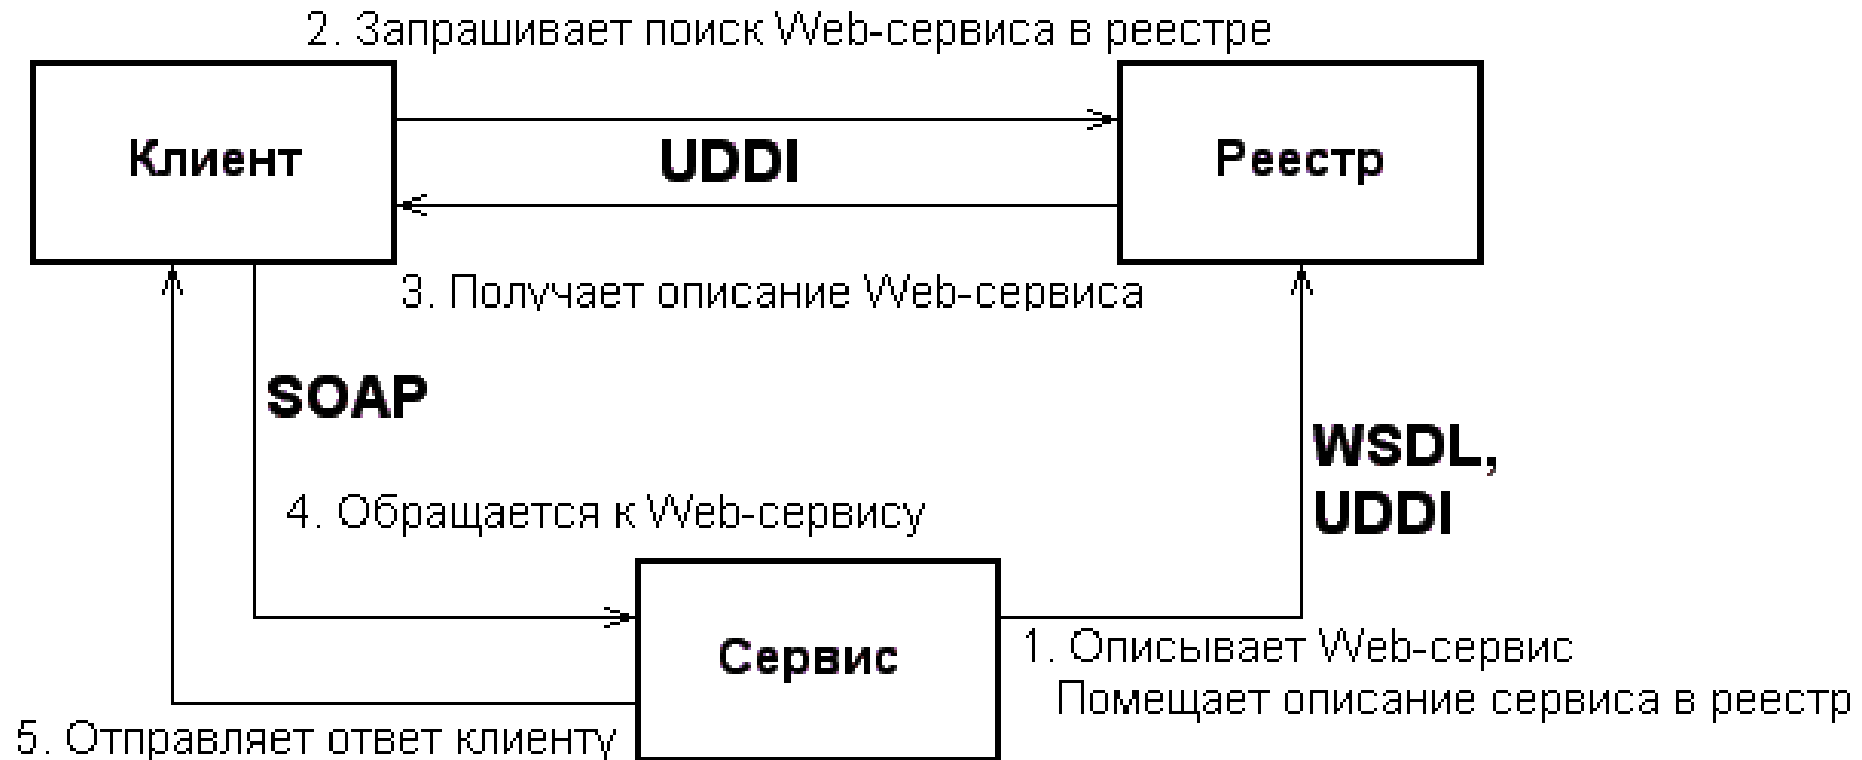 2. Запрашивает поиск Web-сервиса в реестре
Клиент
UDDI
Реестр
3. Получает описание Web-сервиса
SOAP
WSDL,
UDDI
4. Обращается к Web-сервису
Сервис
1. Описывает Web-сервис
Помещает описание сервиса в реестр
5. Отправляет ответ клиенту